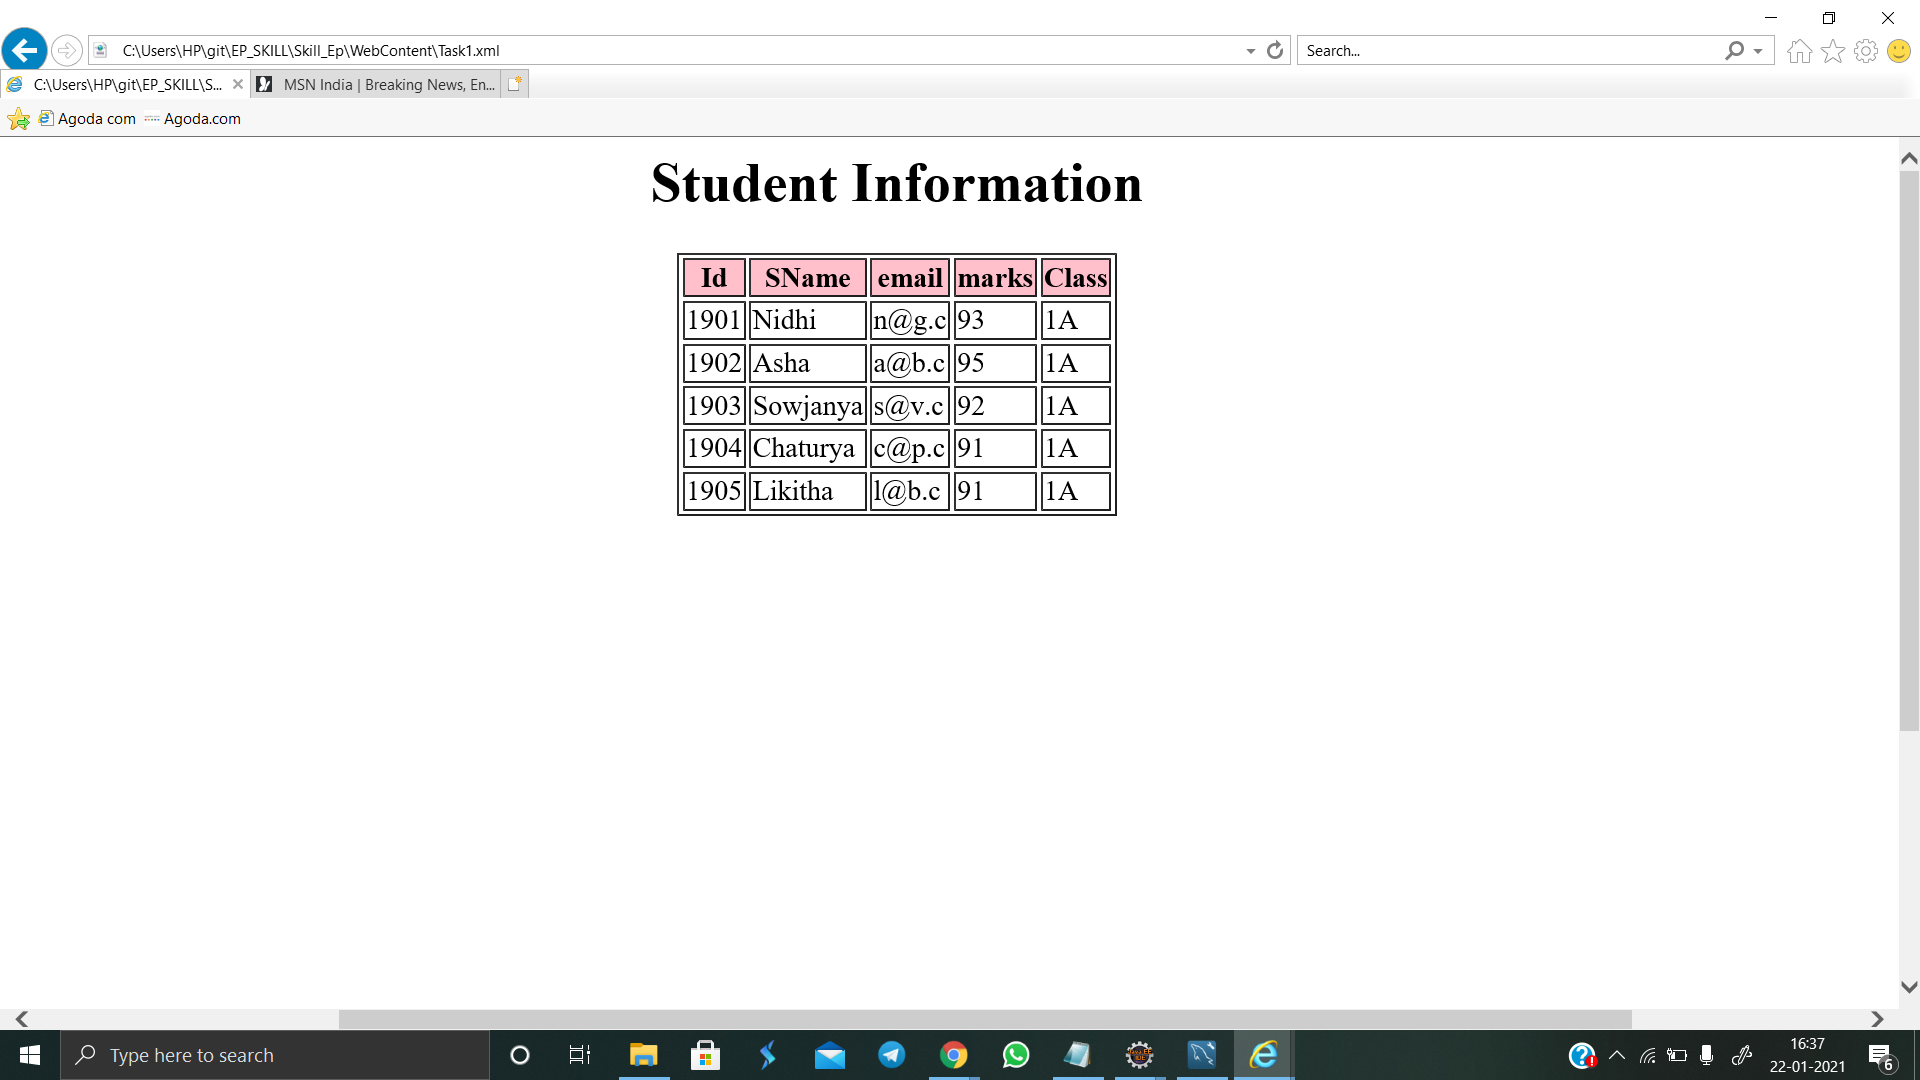 C:\Users\HP\git\EP_SKILL\Skill_Ep\WebContent\Task1.xml
Search...
C:\Users\HP\git\EP_SKILL\S...
MSN India | Breaking News, En...
Agoda com
Agoda.com
Student Information
Id SName email marks Class
1901 Nidhi n@g.c 93 1A
1902 Asha a@b.c 95 1A
1903 Sowjanya s@v.c 92 1A
1904 Chaturya c@p.c 91 1A
1905 Likitha l@b.c 91 1A
Type here to search
16:37
22-01-2021
6